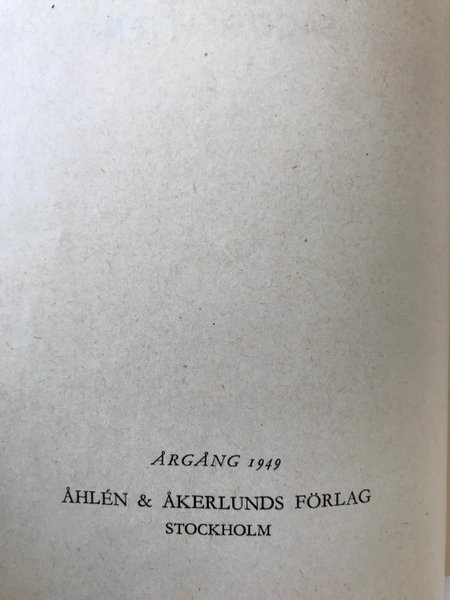 ÅRGÅNG 1949
ÅHLÉN & ÅKERLUNDS FÖRLAG
STOCKHOLM